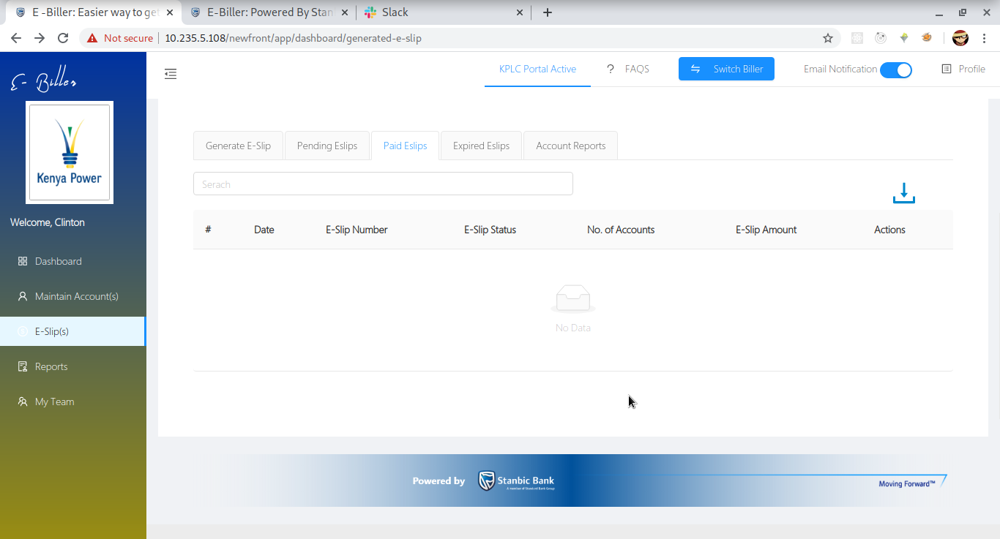 E -Biller: Easier way to get
E-Biller: Powered By Stan
Slack
Not secure
10.235.5.108/newfront/app/dashboard/generated-e-slip
E- Biller
Kenya Power
Welcome, Clinton
Dashboard
Maintain Account(s)
E-Slip(s)
Reports
My Team
KPLC Portal Active
? FAQS
Switch Biller
Email Notification
Profile
Generate E-Slip
Pending Eslips
Paid Eslips
Expired Eslips
Account Reports
Serach
# Date E-Slip Number E-Slip Status No. of Accounts E-Slip Amount Actions
No Data
Powered by
Stanbic Bank
A member of Standard Bank Group
Moving Forward™